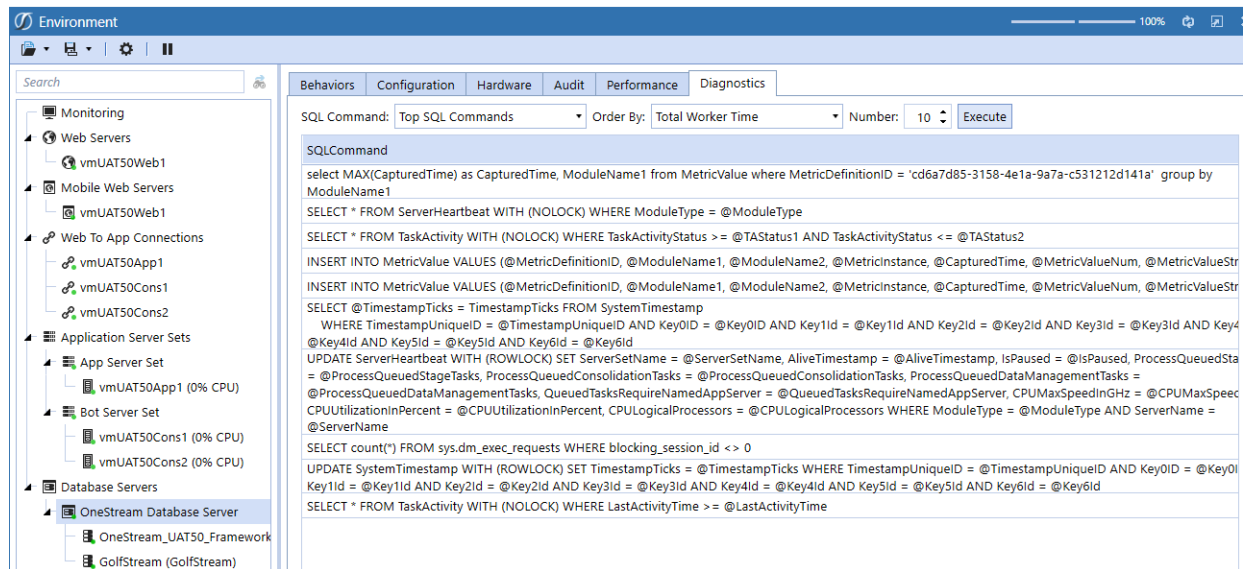 Environment
100%
Search
Monitoring
Web Servers
vmUAT50Web1
Mobile Web Servers
vmUAT50Web1
Web To App Connections
vmUAT50App1
vmUAT50Cons1
vmUAT50Cons2
Application Server Sets
App Server Set
vmUAT50App1 (0% CPU)
Bot Server Set
vmUAT50Cons1 (0% CPU)
vmUAT50Cons2 (0% CPU)
Database Servers
OneStream Database Server
OneStream_UAT50_Framework
GolfStream (GolfStream)
Behaviors Configuration Hardware Audit Performance Diagnostics
SQL Command: Top SQL Commands Order By: Total Worker Time Number: 10 Execute
SQLCommand
select MAX(CapturedTime) as CapturedTime, ModuleName1 from MetricValue where MetricDefinitionID = 'cd6a7d85-3158-4e1a-9a7a-c531212d141a' group by
ModuleName1
SELECT * FROM ServerHeartbeat WITH (NOLOCK) WHERE ModuleType = @ModuleType
SELECT * FROM TaskActivity WITH (NOLOCK) WHERE TaskActivityStatus >= @TAStatus1 AND TaskActivityStatus <= @TAStatus2
INSERT INTO MetricValue VALUES (@MetricDefinitionID, @ModuleName1, @ModuleName2, @MetricInstance, @CapturedTime, @MetricValueNum, @MetricValueStr
INSERT INTO MetricValue VALUES (@MetricDefinitionID, @ModuleName1, @ModuleName2, @MetricInstance, @CapturedTime, @MetricValueNum, @MetricValueStr
SELECT @TimestampTicks = TimestampTicks FROM SystemTimestamp
WHERE TimestampUniqueID = @TimestampUniqueID AND Key0ID = @Key0ID AND Key1Id = @Key1Id AND Key2Id = @Key2Id AND Key3Id = @Key3Id AND Key4
@Key4Id AND Key5Id = @Key5Id AND Key6Id = @Key6Id
UPDATE ServerHeartbeat WITH (ROWLOCK) SET ServerSetName = @ServerSetName, AliveTimestamp = @AliveTimestamp, IsPaused = @IsPaused, ProcessQueuedSta
= @ProcessQueuedStageTasks, ProcessQueuedConsolidationTasks = @ProcessQueuedConsolidationTasks, ProcessQueuedDataManagementTasks =
@ProcessQueuedDataManagementTasks, QueuedTasksRequireNamedAppServer = @QueuedTasksRequireNamedAppServer, CPUMaxSpeedInGHz = @CPUMaxSpeed
CPUUtilizationInPercent = @CPUUtilizationInPercent, CPULogicalProcessors = @CPULogicalProcessors WHERE ModuleType = @ModuleType AND ServerName =
@ServerName
SELECT count(*) FROM sys.dm_exec_requests WHERE blocking_session_id <> 0
UPDATE SystemTimestamp WITH (ROWLOCK) SET TimestampTicks = @TimestampTicks WHERE TimestampUniqueID = @TimestampUniqueID AND Key0ID = @Key0I
Key1Id = @Key1Id AND Key2Id = @Key2Id AND Key3Id = @Key3Id AND Key4Id = @Key4Id AND Key5Id = @Key5Id AND Key6Id = @Key6Id
SELECT * FROM TaskActivity WITH (NOLOCK) WHERE LastActivityTime >= @LastActivityTime